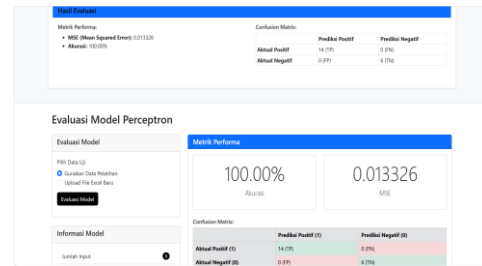 Hasil Evaluasi
Metrik Performa:
• MSE (Mean Squared Error): 0.013326
• Akurasi: 100.00%
Confusion Matrix:
Prediksi Positif Prediksi Negatif
Aktual Positif 14 (TP) 0 (FN)
Aktual Negatif 0 (FP) 6 (TN)
Evaluasi Model Perceptron
Evaluasi Model
Pilih Data Uji
Gunakan Data Pelatihan
Upload File Excel Baru
Evaluasi Model
Informasi Model
Jumlah Input
Metrik Performa
100.00%
Akurasi
0.013326
MSE
Confusion Matrix:
Prediksi Positif (1) Prediksi Negatif (0)
Aktual Positif (1) 14 (TP) 0 (FN)
Aktual Negatif (0) 0 (FP) 6 (TN)